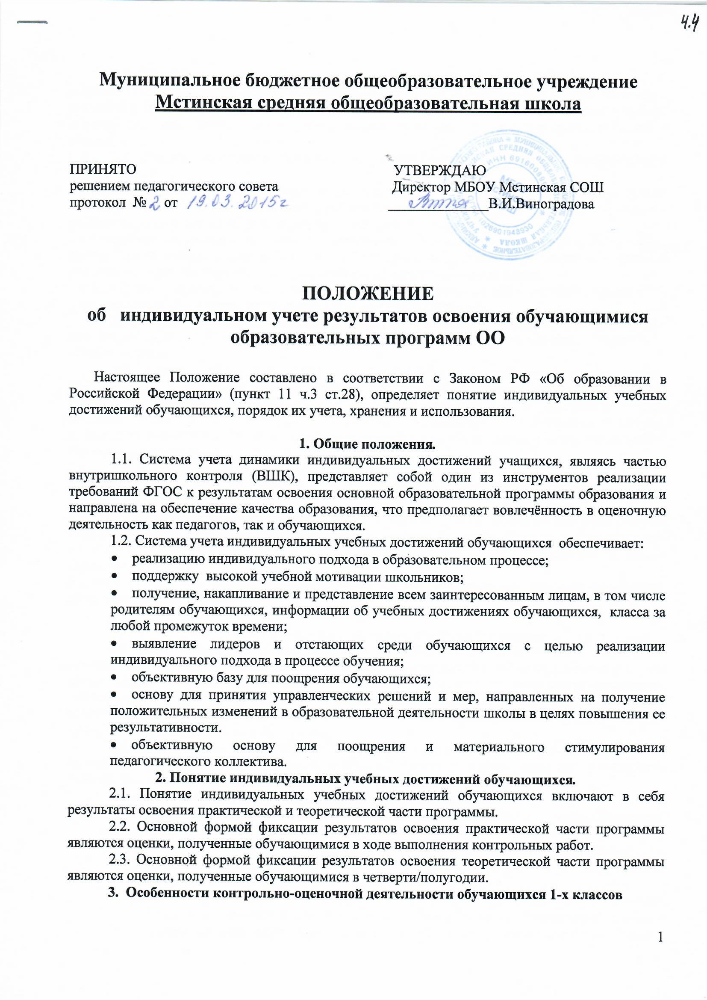 4.4
Муниципальное бюджетное общеобразовательное учреждение
Мстинская средняя общеобразовательная школа
ПРИНЯТО
решением педагогического совета
протокол № 2 от 19.03.2015г
УТВЕРЖДАЮ
Директор МБОУ Мстинская СОШ
В.И.Виноградова
ПОЛОЖЕНИЕ
об индивидуальном учете результатов освоения обучающимися
образовательных программ ОО
Настоящее Положение составлено в соответствии с Законом РФ «Об образовании в
Российской Федерации» (пункт 11 ч.3 ст.28), определяет понятие индивидуальных учебных
достижений обучающихся, порядок их учета, хранения и использования.
1. Общие положения.
1.1. Система учета динамики индивидуальных достижений учащихся, являясь частью
внутришкольного контроля (ВШК), представляет собой один из инструментов реализации
требований ФГОС к результатам освоения основной образовательной программы образования и
направлена на обеспечение качества образования, что предполагает вовлечённость в оценочную
деятельность как педагогов, так и обучающихся.
1.2. Система учета индивидуальных учебных достижений обучающихся обеспечивает:
• реализацию индивидуального подхода в образовательном процессе;
• поддержку высокой учебной мотивации школьников;
• получение, накапливание и представление всем заинтересованным лицам, в том числе
родителям обучающихся, информации об учебных достижениях обучающихся, класса за
любой промежуток времени;
• выявление лидеров и отстающих среди обучающихся с целью реализации
индивидуального подхода в процессе обучения;
• объективную базу для поощрения обучающихся;
• основу для принятия управленческих решений и мер, направленных на получение
положительных изменений в образовательной деятельности школы в целях повышения ее
результативности.
• объективную основу для поощрения и материального стимулирования
педагогического коллектива.
2. Понятие индивидуальных учебных достижений обучающихся.
2.1. Понятие индивидуальных учебных достижений обучающихся включают в себя
результаты освоения практической и теоретической части программы.
2.2. Основной формой фиксации результатов освоения практической части программы
являются оценки, полученные обучающимися в ходе выполнения контрольных работ.
2.3. Основной формой фиксации результатов освоения теоретической части программы
являются оценки, полученные обучающимися в четверти/полугодии.
3. Особенности контрольно-оценочной деятельности обучающихся 1-х классов
1